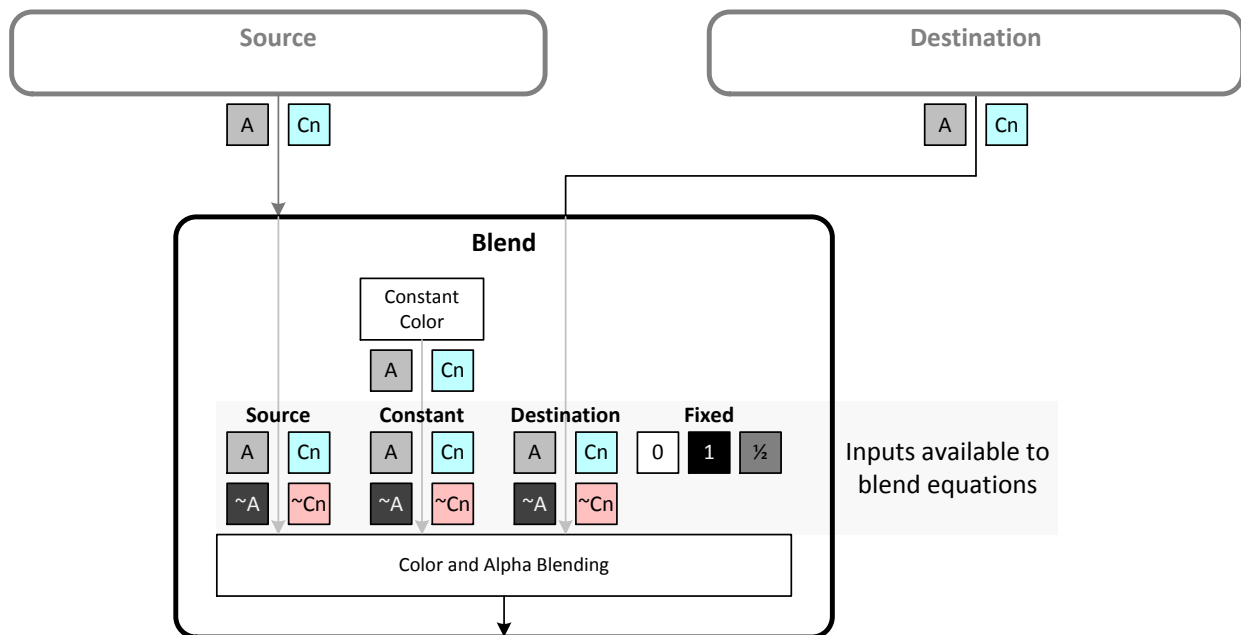 Source
Destination
A Cn
A Cn
Blend
Constant
Color
A Cn
Source Constant Destination Fixed
A Cn A Cn A Cn 0 1 ½
~A ~Cn ~A ~Cn ~A ~Cn
Inputs available to
blend equations
Color and Alpha Blending